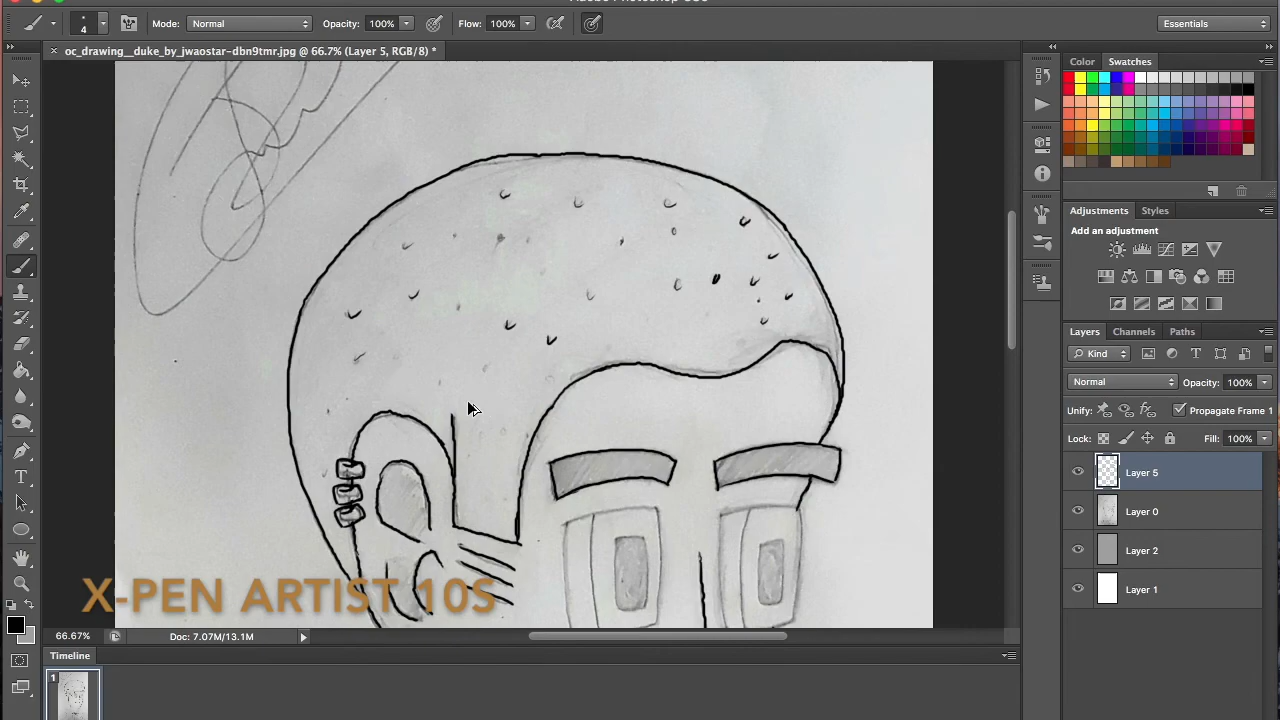 4
Mode:
Normal
Opacity:
100%
Flow:
100%
Essentials
oc_drawing__duke_by_jwaostar-dbn9tmr.jpg @ 66.7% (Layer 5, RGB/8) *
Color
Swatches
Adjustments
Styles
Add an adjustment
Layers
Channels
Paths
Kind
Normal
Opacity:
100%
Unify:
Propagate Frame 1
Lock:
Fill:
100%
Layer 5
Layer 0
Layer 2
Layer 1
X-PEN ARTIST 10S
66.67%
Doc: 7.07M/13.1M
Timeline
1